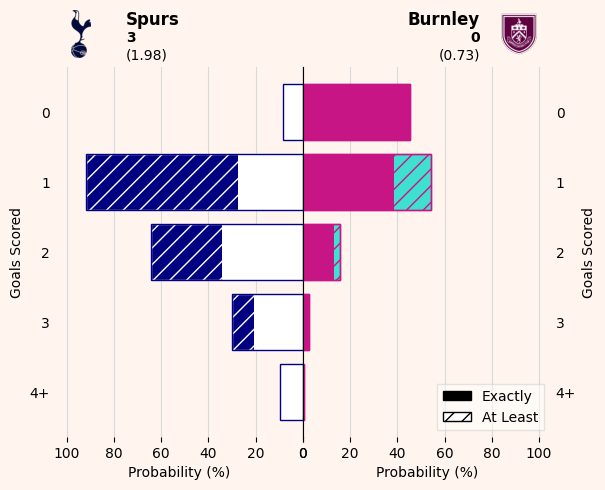 Spurs
3
(1.98)
Burnley
0
(0.73)
Goals Scored
0
1
2
3
4+
0
1
2
3
4+
Goals Scored
Exactly
At Least
100 80 60 40 20 0
0 20 40 60 80 100
Probability (%)
Probability (%)